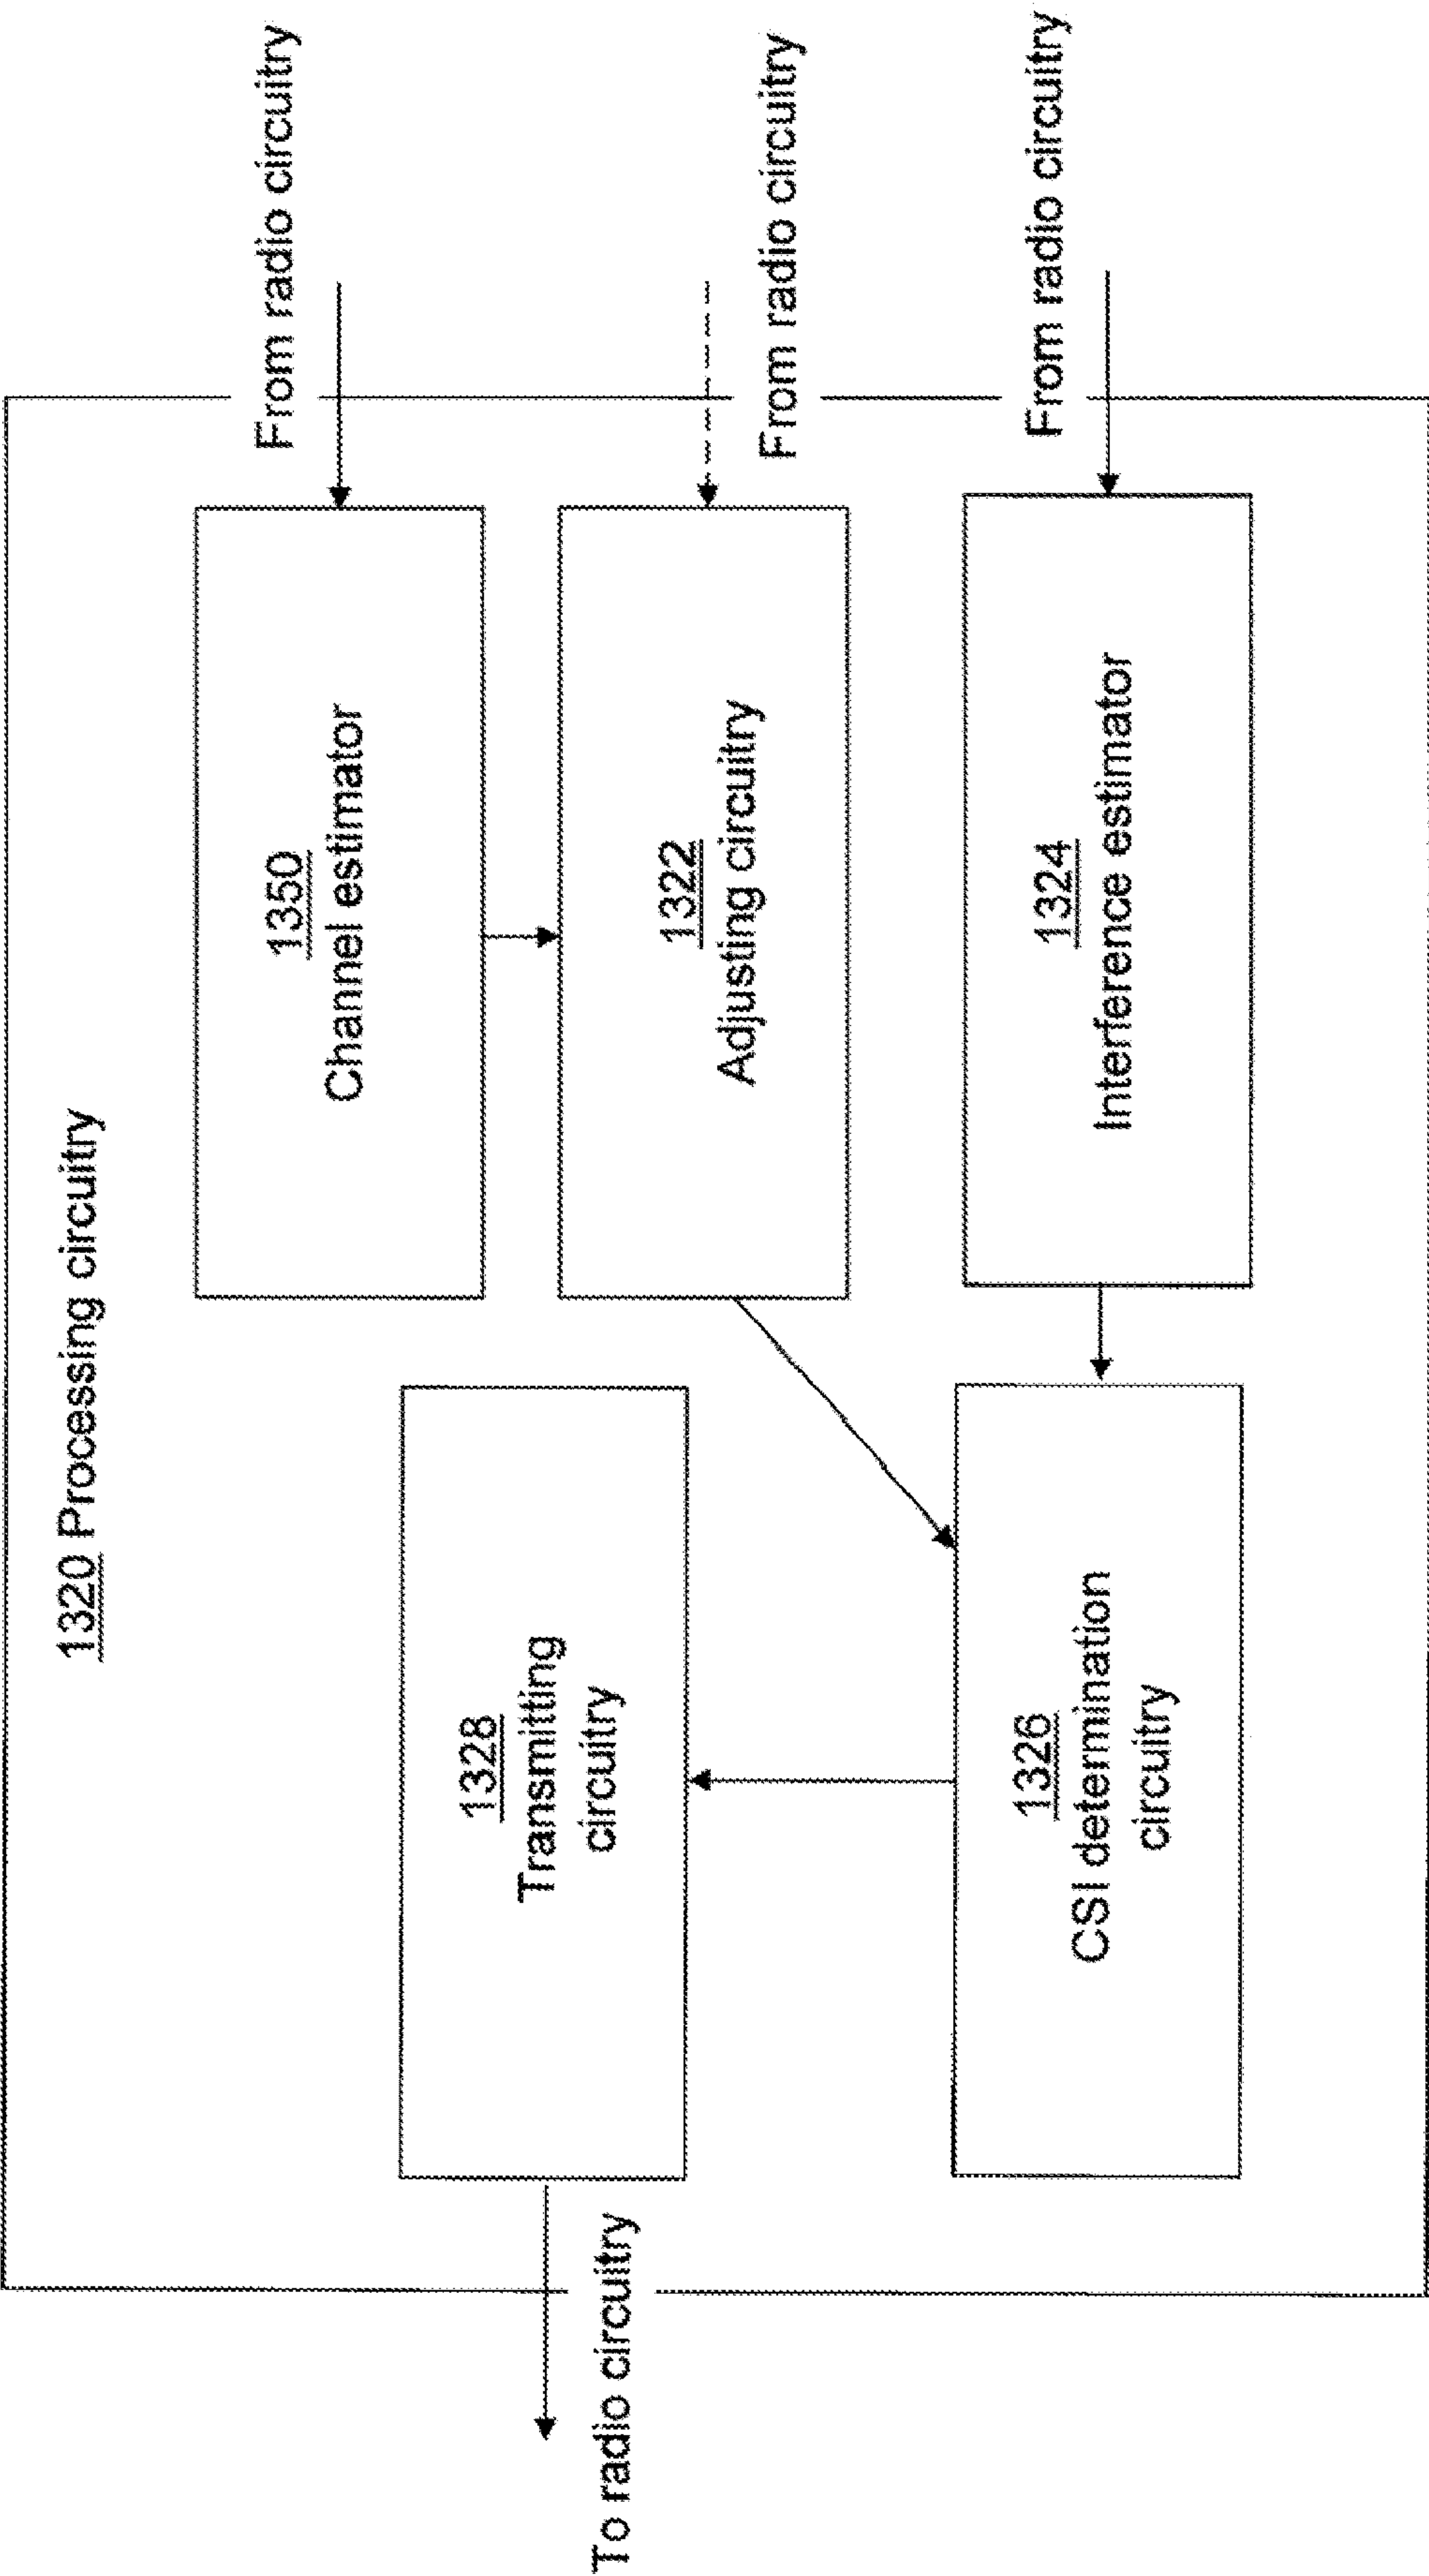 1320 Processing circuitry
To radio circuitry
1328
Transmitting
circuitry
1350
Channel estimator
From radio circuitry
1322
Adjusting circuitry
From radio circuitry
1326
CSI determination
circuitry
1324
Interference estimator
From radio circuitry